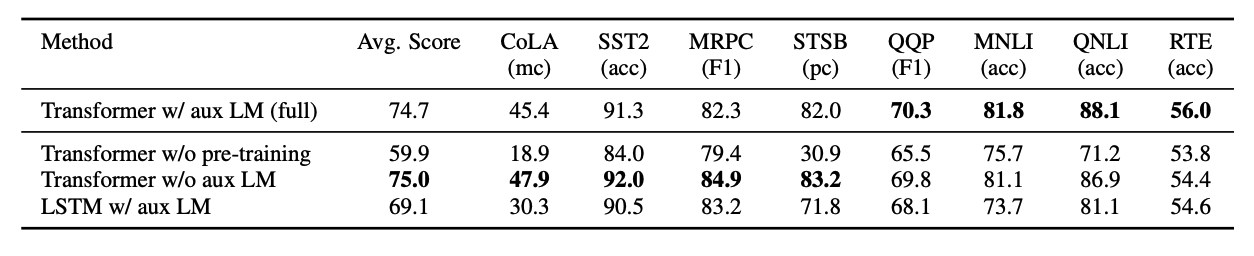 Method Avg. Score CoLA SST2 MRPC STSB QQP MNLI QNLI RTE
(mc) (acc) (F1) (pc) (F1) (acc) (acc) (acc)
Transformer w/ aux LM (full) 74.7 45.4 91.3 82.3 82.0 70.3 81.8 88.1 56.0
Transformer w/o pre-training 59.9 18.9 84.0 79.4 30.9 65.5 75.7 71.2 53.8
Transformer w/o aux LM 75.0 47.9 92.0 84.9 83.2 69.8 81.1 86.9 54.4
LSTM w/ aux LM 69.1 30.3 90.5 83.2 71.8 68.1 73.7 81.1 54.6